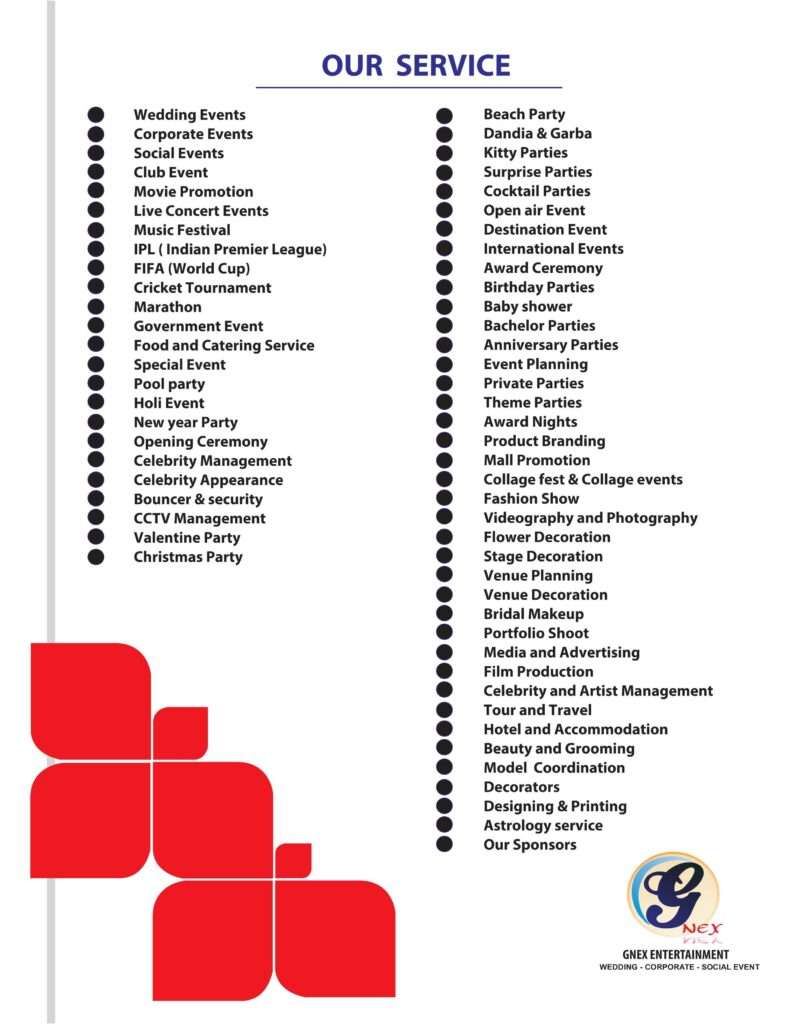 OUR SERVICE
Wedding Events
Corporate Events
Social Events
Club Event
Movie Promotion
Live Concert Events
Music Festival
IPL ( Indian Premier League)
FIFA (World Cup)
Cricket Tournament
Marathon
Government Event
Food and Catering Service
Special Event
Pool party
Holi Event
New year Party
Opening Ceremony
Celebrity Management
Celebrity Appearance
Bouncer & security
CCTV Management
Valentine Party
Christmas Party
Beach Party
Dandia & Garba
Kitty Parties
Surprise Parties
Cocktail Parties
Open air Event
Destination Event
International Events
Award Ceremony
Birthday Parties
Baby shower
Bachelor Parties
Anniversary Parties
Event Planning
Private Parties
Theme Parties
Award Nights
Product Branding
Mall Promotion
Collage fest & Collage events
Fashion Show
Videography and Photography
Flower Decoration
Stage Decoration
Venue Planning
Venue Decoration
Bridal Makeup
Portfolio Shoot
Media and Advertising
Film Production
Celebrity and Artist Management
Tour and Travel
Hotel and Accommodation
Beauty and Grooming
Model Coordination
Decorators
Designing & Printing
Astrology service
Our Sponsors
G
NEX
GNEX ENTERTAINMENT
WEDDING - CORPORATE - SOCIAL EVENT